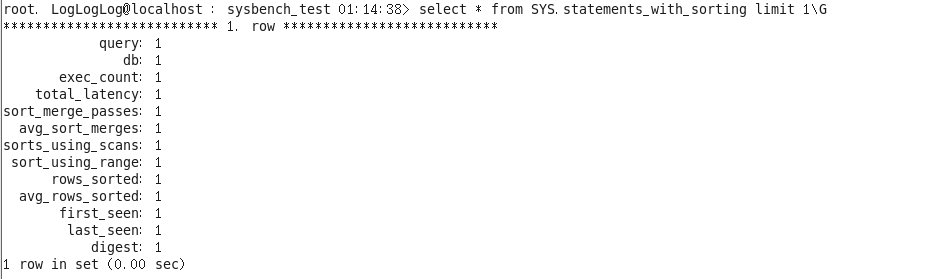 root. LogLogLog@localhost : sysbench_test 01:14:38> select * from SYS.statements_with_sorting limit 1\G
*************************** 1. row ***************************
query: 1
db: 1
exec_count: 1
total_latency: 1
sort_merge_passes: 1
avg_sort_merges: 1
sorts_using_scans: 1
sort_using_range: 1
rows_sorted: 1
avg_rows_sorted: 1
first_seen: 1
last_seen: 1
digest: 1
1 row in set (0.00 sec)